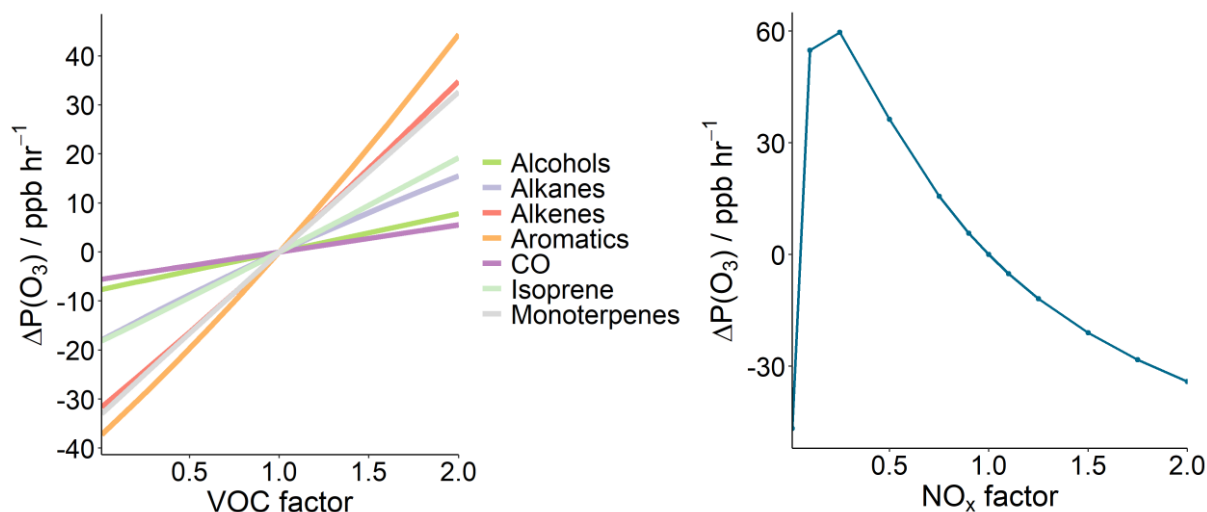 40
30
20
10
0
-10
-20
-30
-40
ΔP(O₃) / ppb hr⁻¹
0.5 1.0 1.5 2.0
VOC factor
Alcohols
Alkanes
Alkenes
Aromatics
CO
Isoprene
Monoterpenes
60
30
0
-30
ΔP(O₃) / ppb hr⁻¹
0.5 1.0 1.5 2.0
NOₓ factor